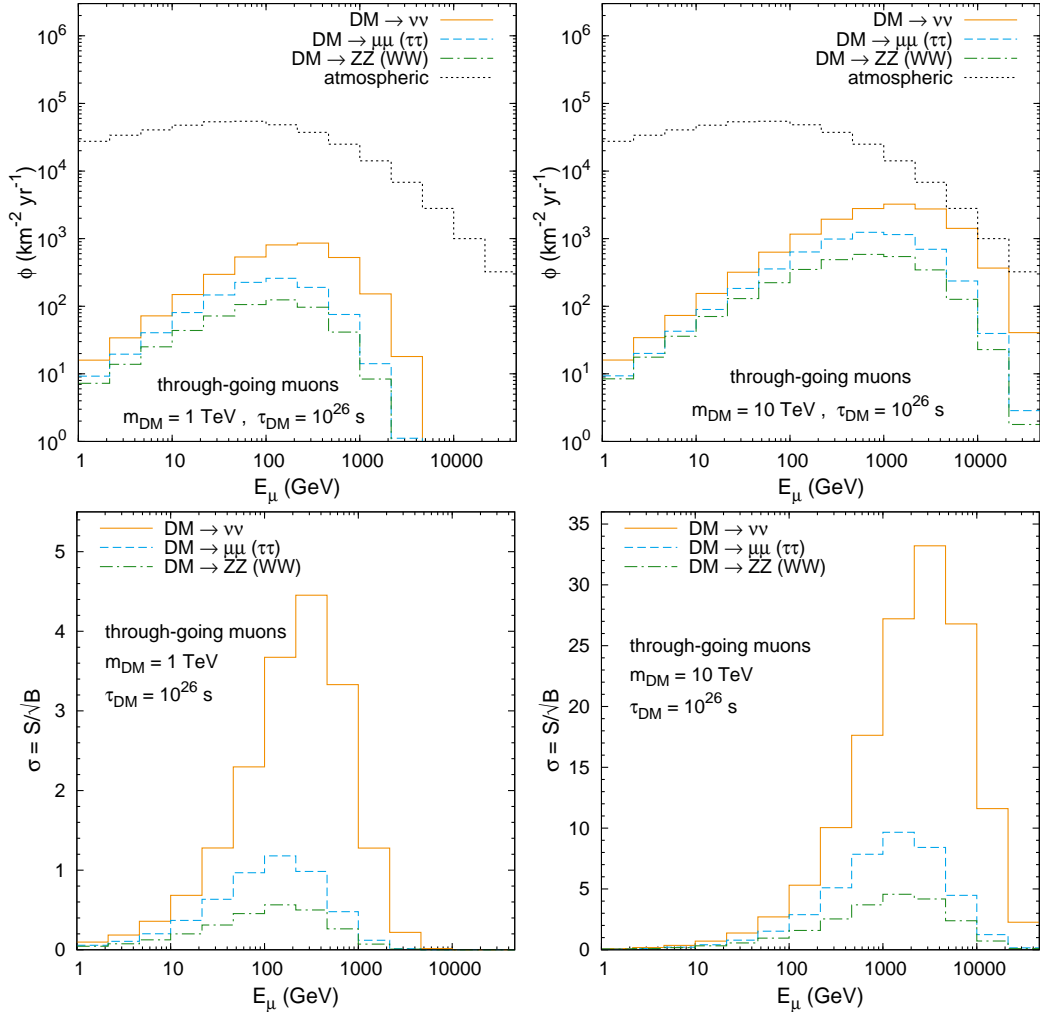 DM → νν
DM → μμ (ττ)
DM → ZZ (WW)
atmospheric
10^6
10^5
10^4
10^3
10^2
10^1
10^0
ϕ (km^-2 yr^-1)
through-going muons
m_DM = 1 TeV , τ_DM = 10^26 s
1 10 100 1000 10000
E_μ (GeV)
DM → νν
DM → μμ (ττ)
DM → ZZ (WW)
atmospheric
10^6
10^5
10^4
10^3
10^2
10^1
10^0
ϕ (km^-2 yr^-1)
through-going muons
m_DM = 10 TeV , τ_DM = 10^26 s
1 10 100 1000 10000
E_μ (GeV)
DM → νν
DM → μμ (ττ)
DM → ZZ (WW)
through-going muons
m_DM = 1 TeV
τ_DM = 10^26 s
5
4
3
2
1
0
σ = S/√B
1 10 100 1000 10000
E_μ (GeV)
DM → νν
DM → μμ (ττ)
DM → ZZ (WW)
through-going muons
m_DM = 10 TeV
τ_DM = 10^26 s
35
30
25
20
15
10
5
0
σ = S/√B
1 10 100 1000 10000
E_μ (GeV)